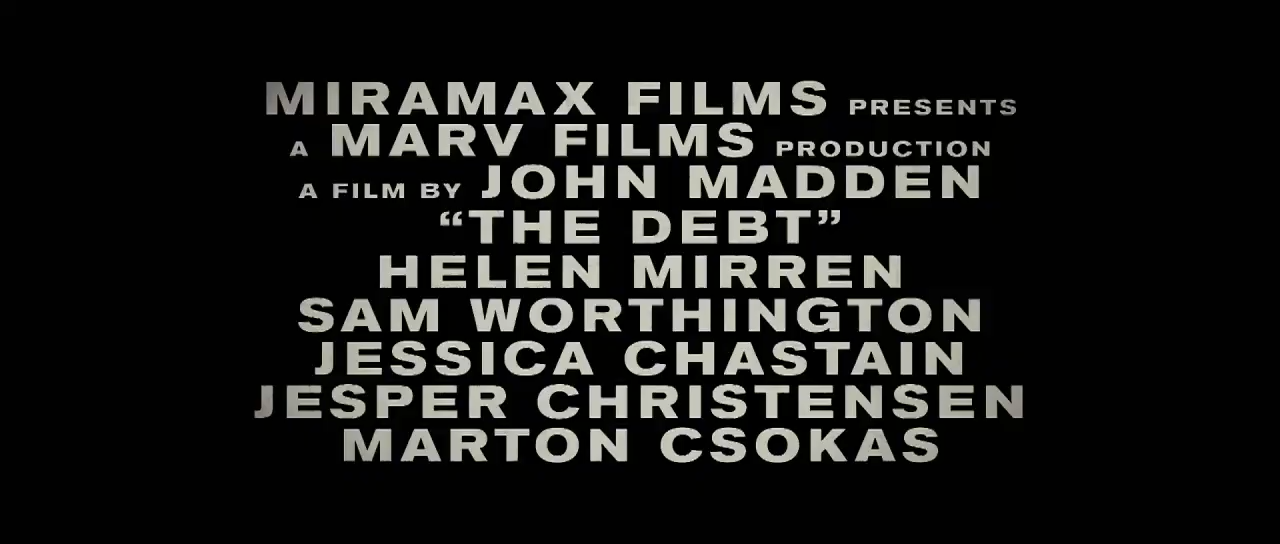 MIRAMAX FILMS PRESENTS
A MARV FILMS PRODUCTION
A FILM BY JOHN MADDEN
“THE DEBT”
HELEN MIRREN
SAM WORTHINGTON
JESSICA CHASTAIN
JESPER CHRISTENSEN
MARTON CSOKAS